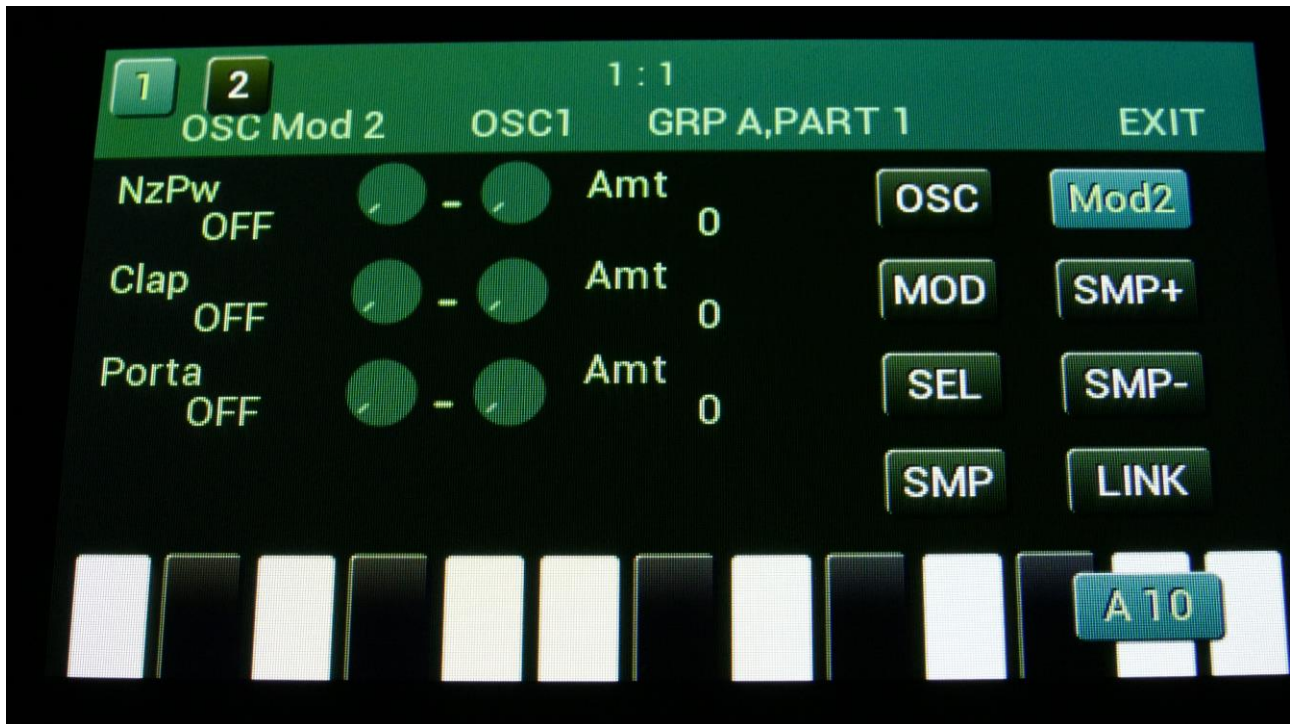 1 2 1 : 1
OSC Mod 2 OSC1 GRP A,PART 1 EXIT
NzPw Amt OSC Mod2
OFF 0
Clap Amt MOD SMP+
OFF 0
Porta Amt SEL SMP-
OFF 0
SMP LINK
A 10